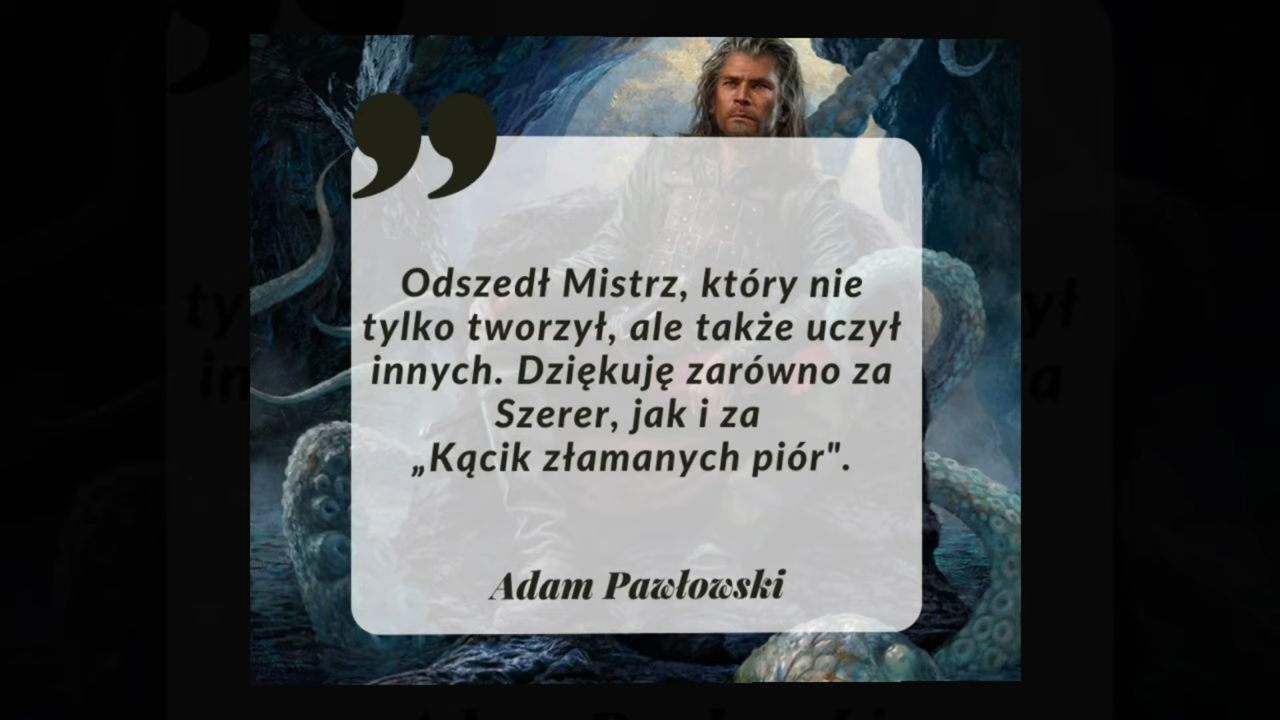 Odszedł Mistrz, który nie
tylko tworzył, ale także uczył
innych. Dziękuję zarówno za
Szerer, jak i za
„Kącik złamanych piór".
Adam Pawłowski